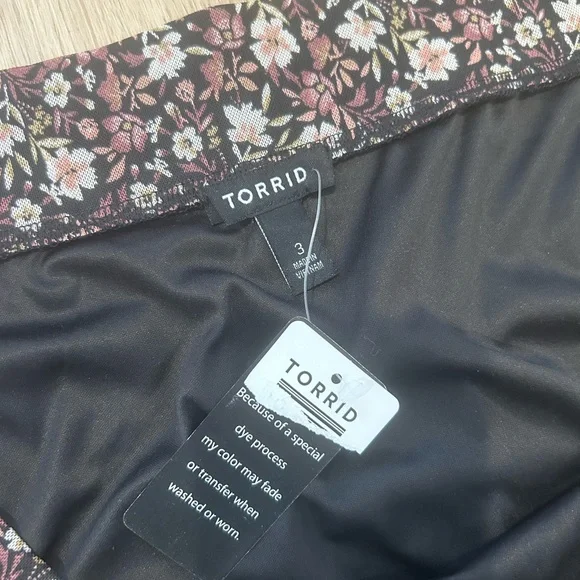 TORRID
3
MADE IN
VIETNAM
TORRID
Because of a special
dye process
my color may fade
or transfer when
washed or worn.